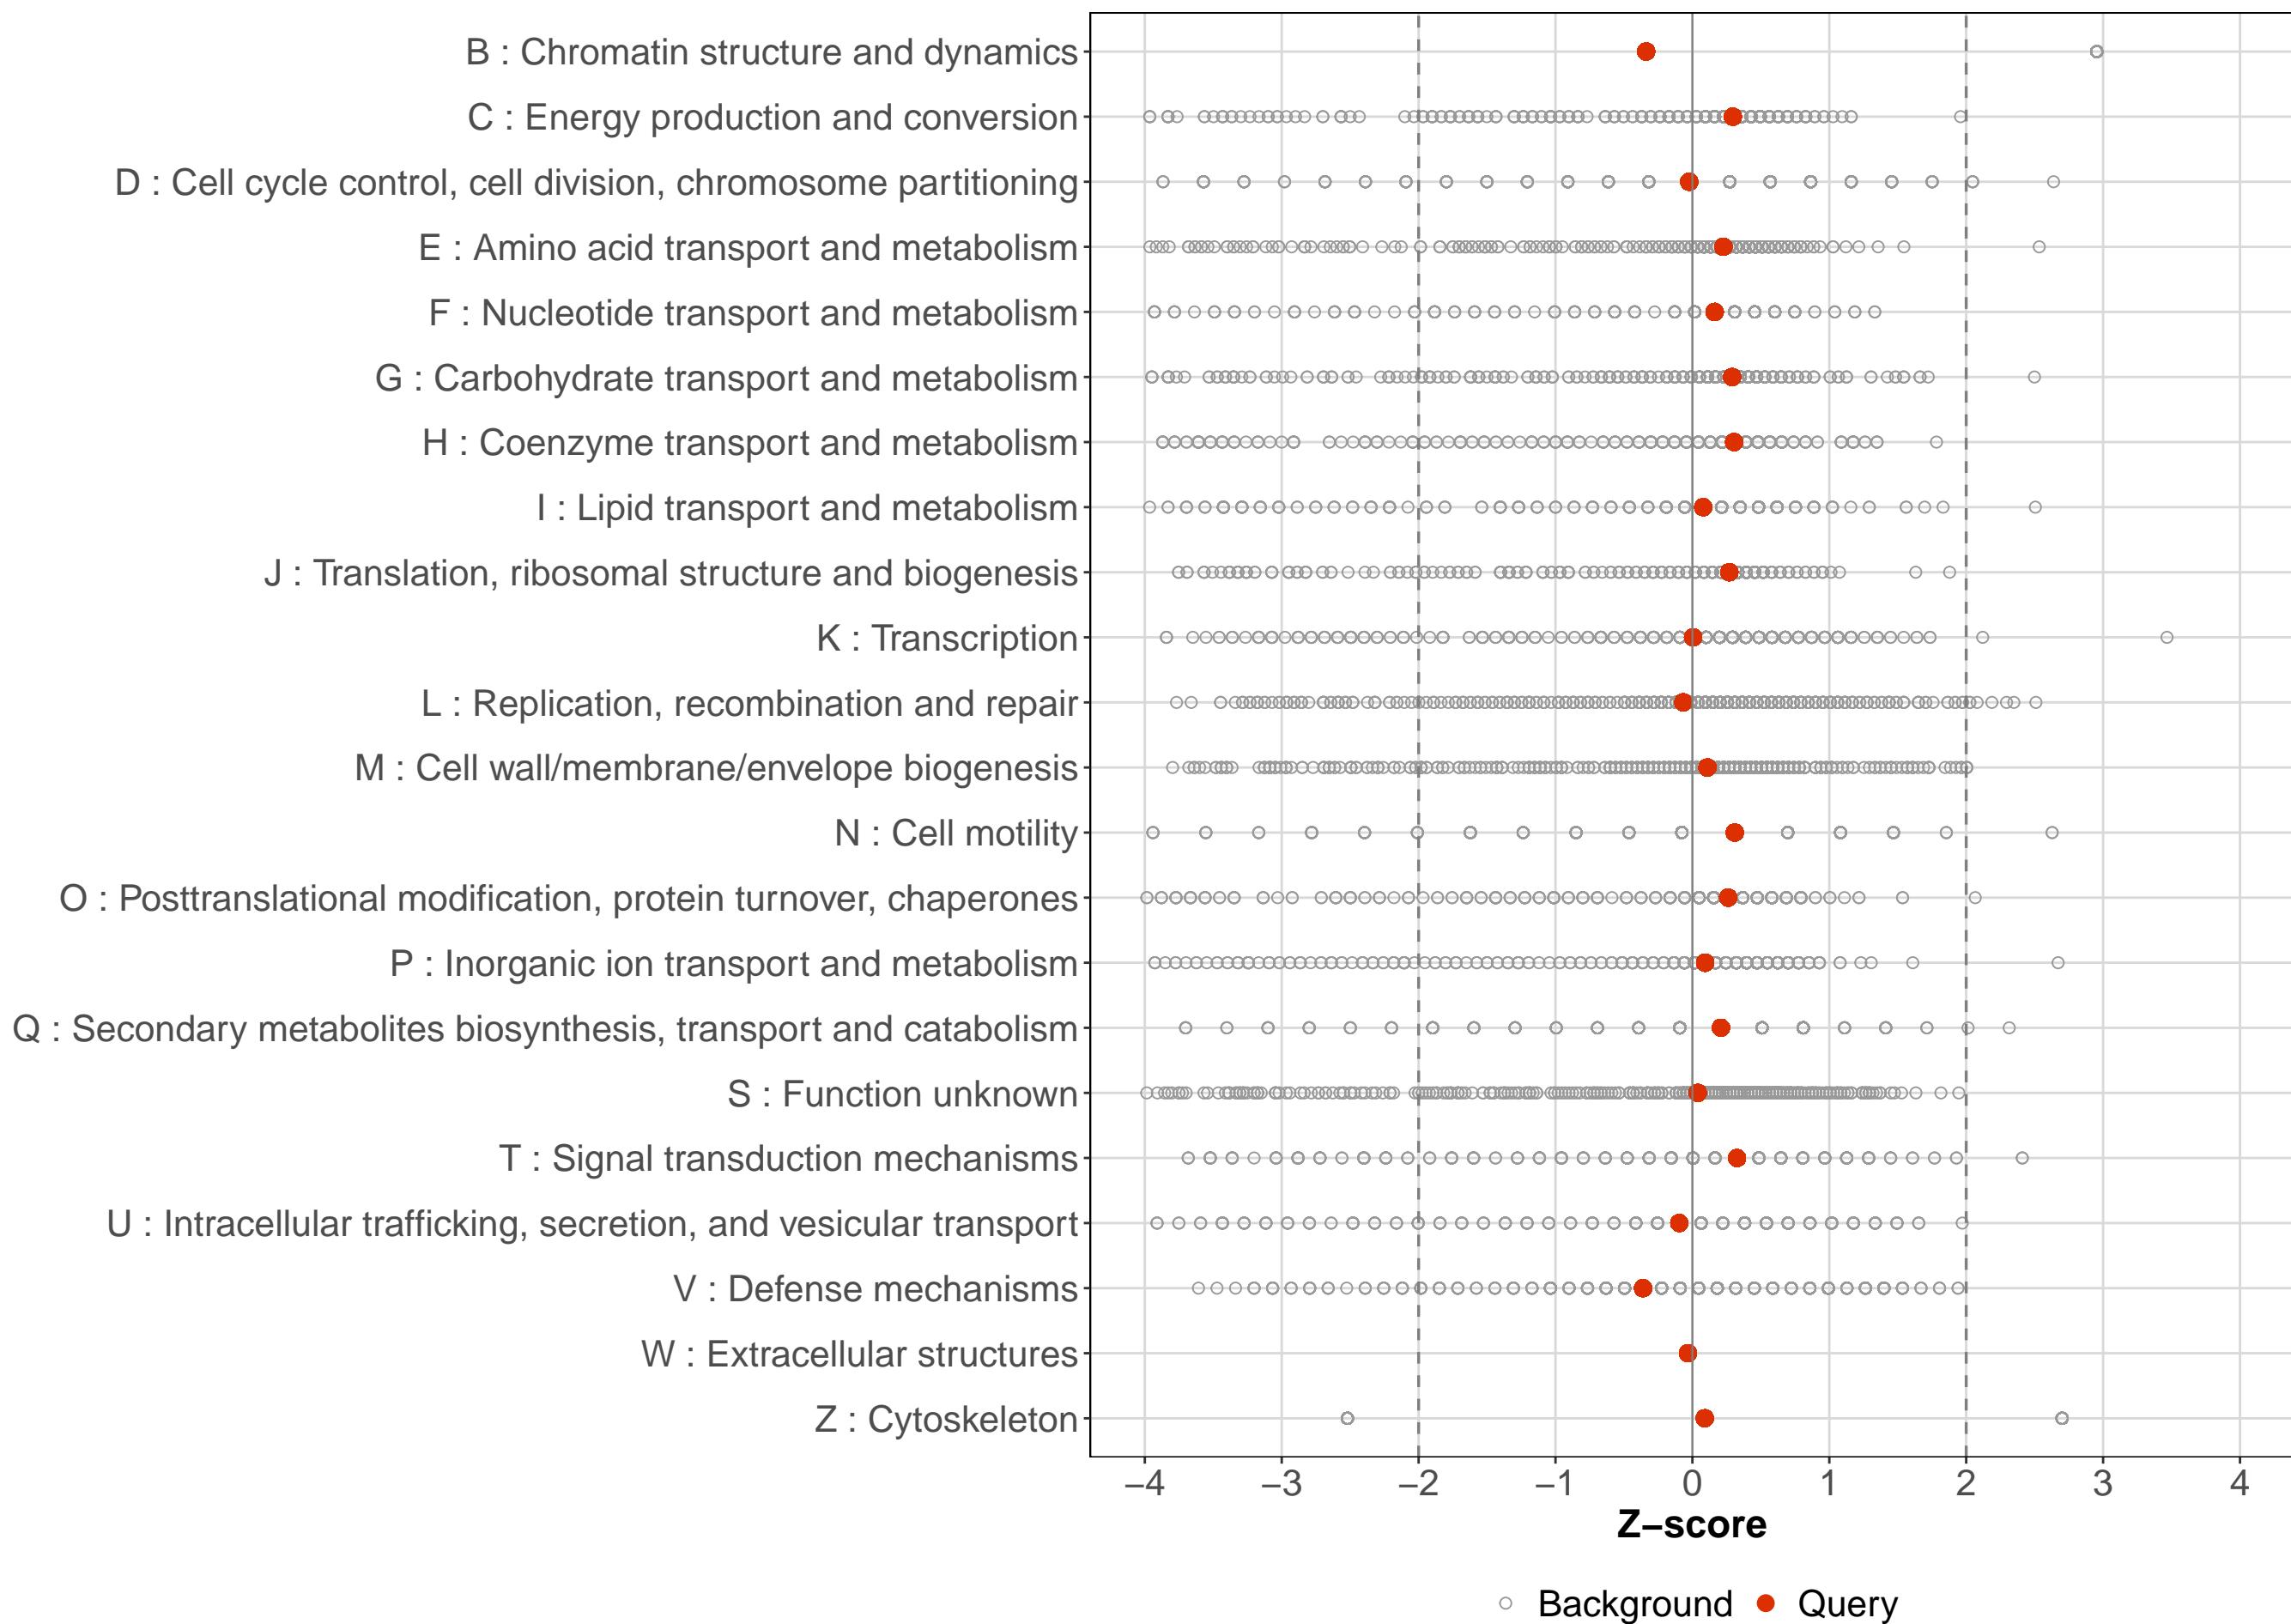 B : Chromatin structure and dynamics
C : Energy production and conversion
D : Cell cycle control, cell division, chromosome partitioning
E : Amino acid transport and metabolism
F : Nucleotide transport and metabolism
G : Carbohydrate transport and metabolism
H : Coenzyme transport and metabolism
I : Lipid transport and metabolism
J : Translation, ribosomal structure and biogenesis
K : Transcription
L : Replication, recombination and repair
M : Cell wall/membrane/envelope biogenesis
N : Cell motility
O : Posttranslational modification, protein turnover, chaperones
P : Inorganic ion transport and metabolism
Q : Secondary metabolites biosynthesis, transport and catabolism
S : Function unknown
T : Signal transduction mechanisms
U : Intracellular trafficking, secretion, and vesicular transport
V : Defense mechanisms
W : Extracellular structures
Z : Cytoskeleton
−4 −3 −2 −1 0 1 2 3 4
Z−score
Background Query